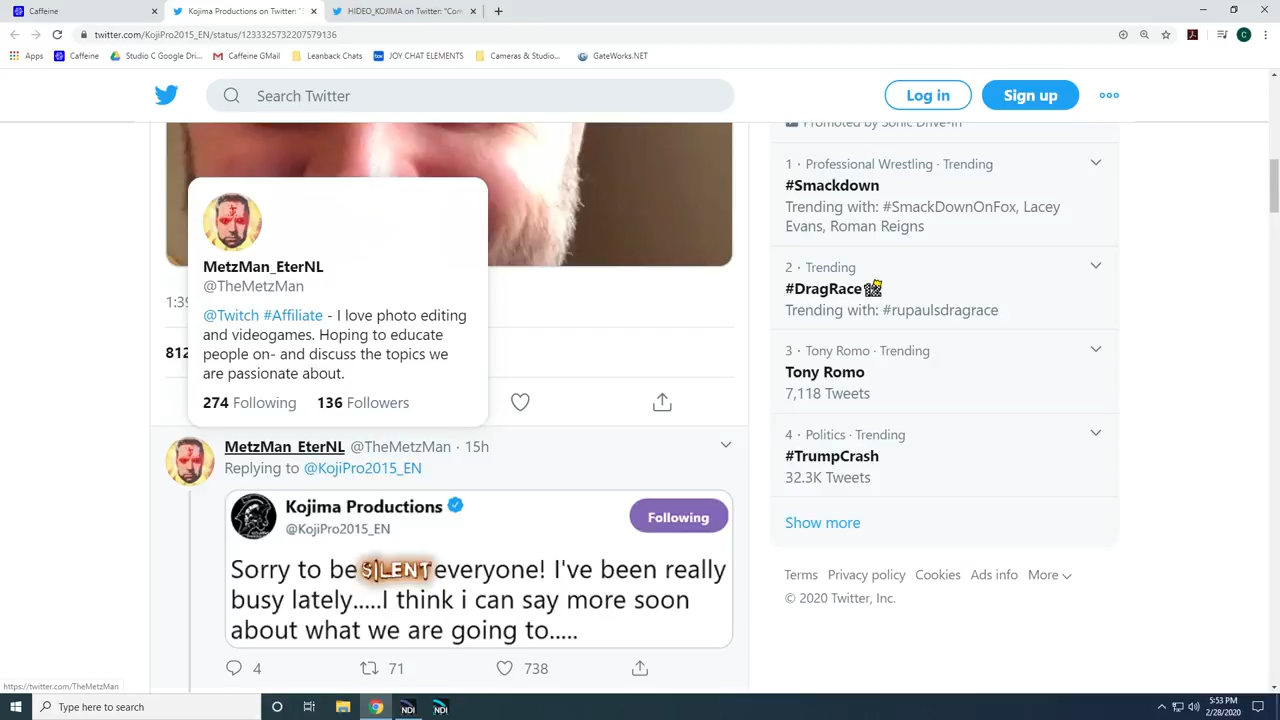 Caffeine
Kojima Productions on Twitter: "
HIDEO_KOJIMA on Twitter: "Com
twitter.com/KojiPro2015_EN/status/1233325732207579136
Apps
Caffeine
Studio C Google Dri...
Caffeine GMail
Leanback Chats
JOY CHAT ELEMENTS
Cameras & Studio...
GateWorks.NET
Search Twitter
Log in
Sign up
Promoted by Sonic Drive-In
1 · Professional Wrestling · Trending
#Smackdown
Trending with: #SmackDownOnFox, Lacey
Evans, Roman Reigns
2 · Trending
#DragRace
Trending with: #rupaulsdragrace
3 · Tony Romo · Trending
Tony Romo
7,118 Tweets
4 · Politics · Trending
#TrumpCrash
32.3K Tweets
Show more
Terms Privacy policy Cookies Ads info More
© 2020 Twitter, Inc.
MetzMan_EterNL
@TheMetzMan
@Twitch #Affiliate - I love photo editing
and videogames. Hoping to educate
people on- and discuss the topics we
are passionate about.
274 Following 136 Followers
1:39
812
MetzMan_EterNL @TheMetzMan · 15h
Replying to @KojiPro2015_EN
Kojima Productions
@KojiPro2015_EN
Following
Sorry to be SILENT everyone! I've been really
busy lately.....I think i can say more soon
about what we are going to.....
4 71 738
https://twitter.com/TheMetzMan
Type here to search
NDI
NDI
5:53 PM
2/28/2020